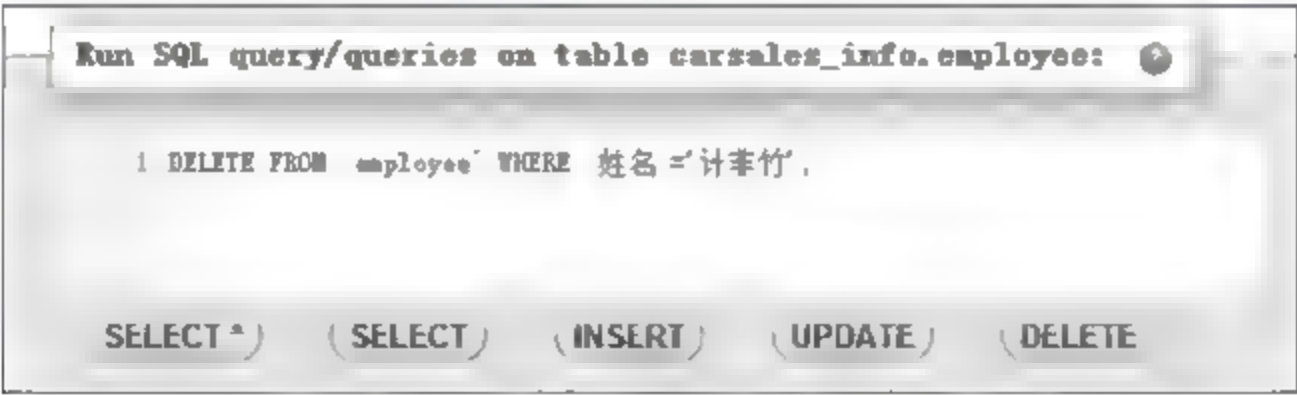 Run SQL query/queries on table carsales_info.employee:
1 DELETE FROM employee` WHERE 姓名 ='计非竹',
SELECT * SELECT INSERT UPDATE DELETE